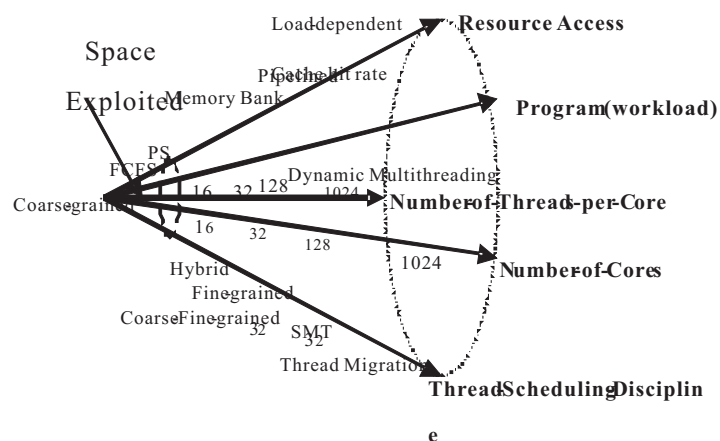 Load-dependent
Resource Access
Space
Cache hit rate
Pipelined
Exploited
Memory Bank
Program(workload)
PS
FCFS
Dynamic Multithreading
16 32 128 1024
Coarse-grained
Number-of-Threads-per-Core
16
32
128
1024
Number-of-Cores
Hybrid
Fine-grained
Coarse-Fine-grained
32
SMT
32
Thread Migration
Thread-Scheduling Disciplin
e